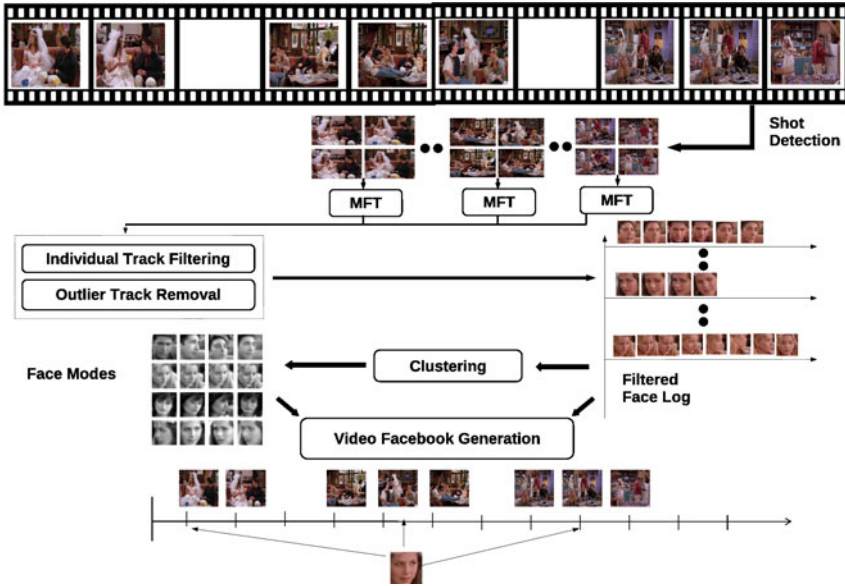 Shot
Detection
MFT
MFT
MFT
Individual Track Filtering
Outlier Track Removal
Face Modes
Clustering
Filtered
Face Log
Video Facebook Generation